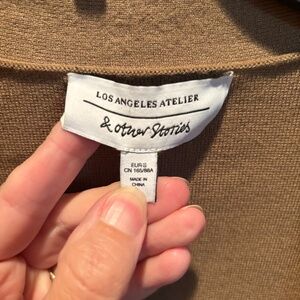 LOS ANGELES ATELIER
& other Stories
EUR S
CN 165/88A
MADE IN
CHINA